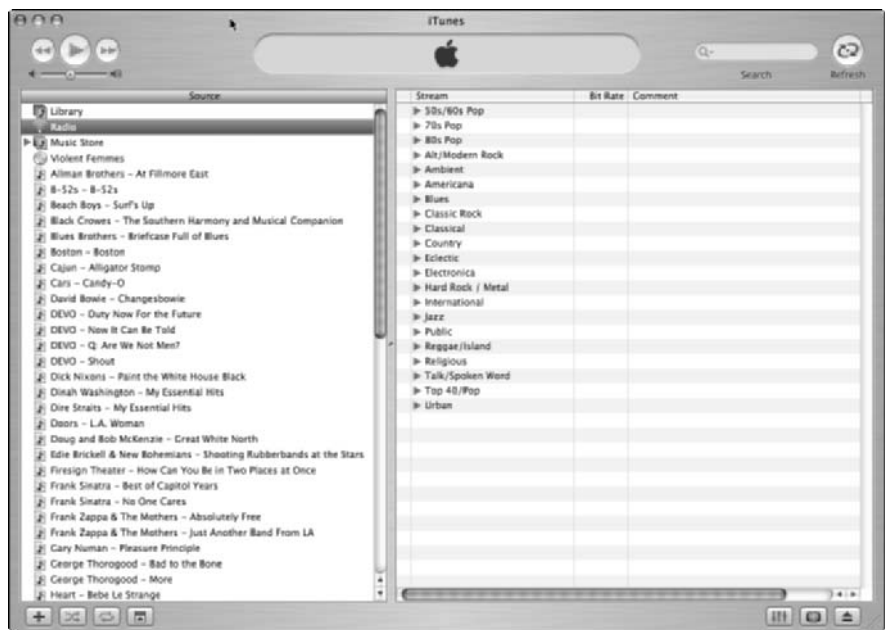 iTunes
Search
Refresh
Source
Library
Radio
Music Store
Violent Femmes
Allman Brothers – At Fillmore East
B-52s – B-52s
Beach Boys – Surf's Up
Black Crowes – The Southern Harmony and Musical Companion
Blues Brothers – Briefcase Full of Blues
Boston – Boston
Cajun – Alligator Stomp
Cars – Candy-O
David Bowie – Changesbowie
DEVO – Duty Now For the Future
DEVO – Now It Can Be Told
DEVO – Q: Are We Not Men?
DEVO – Shout
Dick Nixons – Paint the White House Black
Dinah Washington – My Essential Hits
Dire Straits – My Essential Hits
Doors – L.A. Woman
Doug and Bob McKenzie – Great White North
Edie Brickell & New Bohemians – Shooting Rubberbands at the Stars
Firesign Theater – How Can You Be in Two Places at Once
Frank Sinatra – Best of Capitol Years
Frank Sinatra – No One Cares
Frank Zappa & The Mothers – Absolutely Free
Frank Zappa & The Mothers – Just Another Band From LA
Gary Numan – Pleasure Principle
George Thorogood – Bad to the Bone
George Thorogood – More
Heart – Bebe Le Strange
Stream Bit Rate Comment
50s/60s Pop
70s Pop
80s Pop
Alt/Modern Rock
Ambient
Americana
Blues
Classic Rock
Classical
Country
Eclectic
Electronica
Hard Rock / Metal
International
Jazz
Public
Reggae/Island
Religious
Talk/Spoken Word
Top 40/Pop
Urban